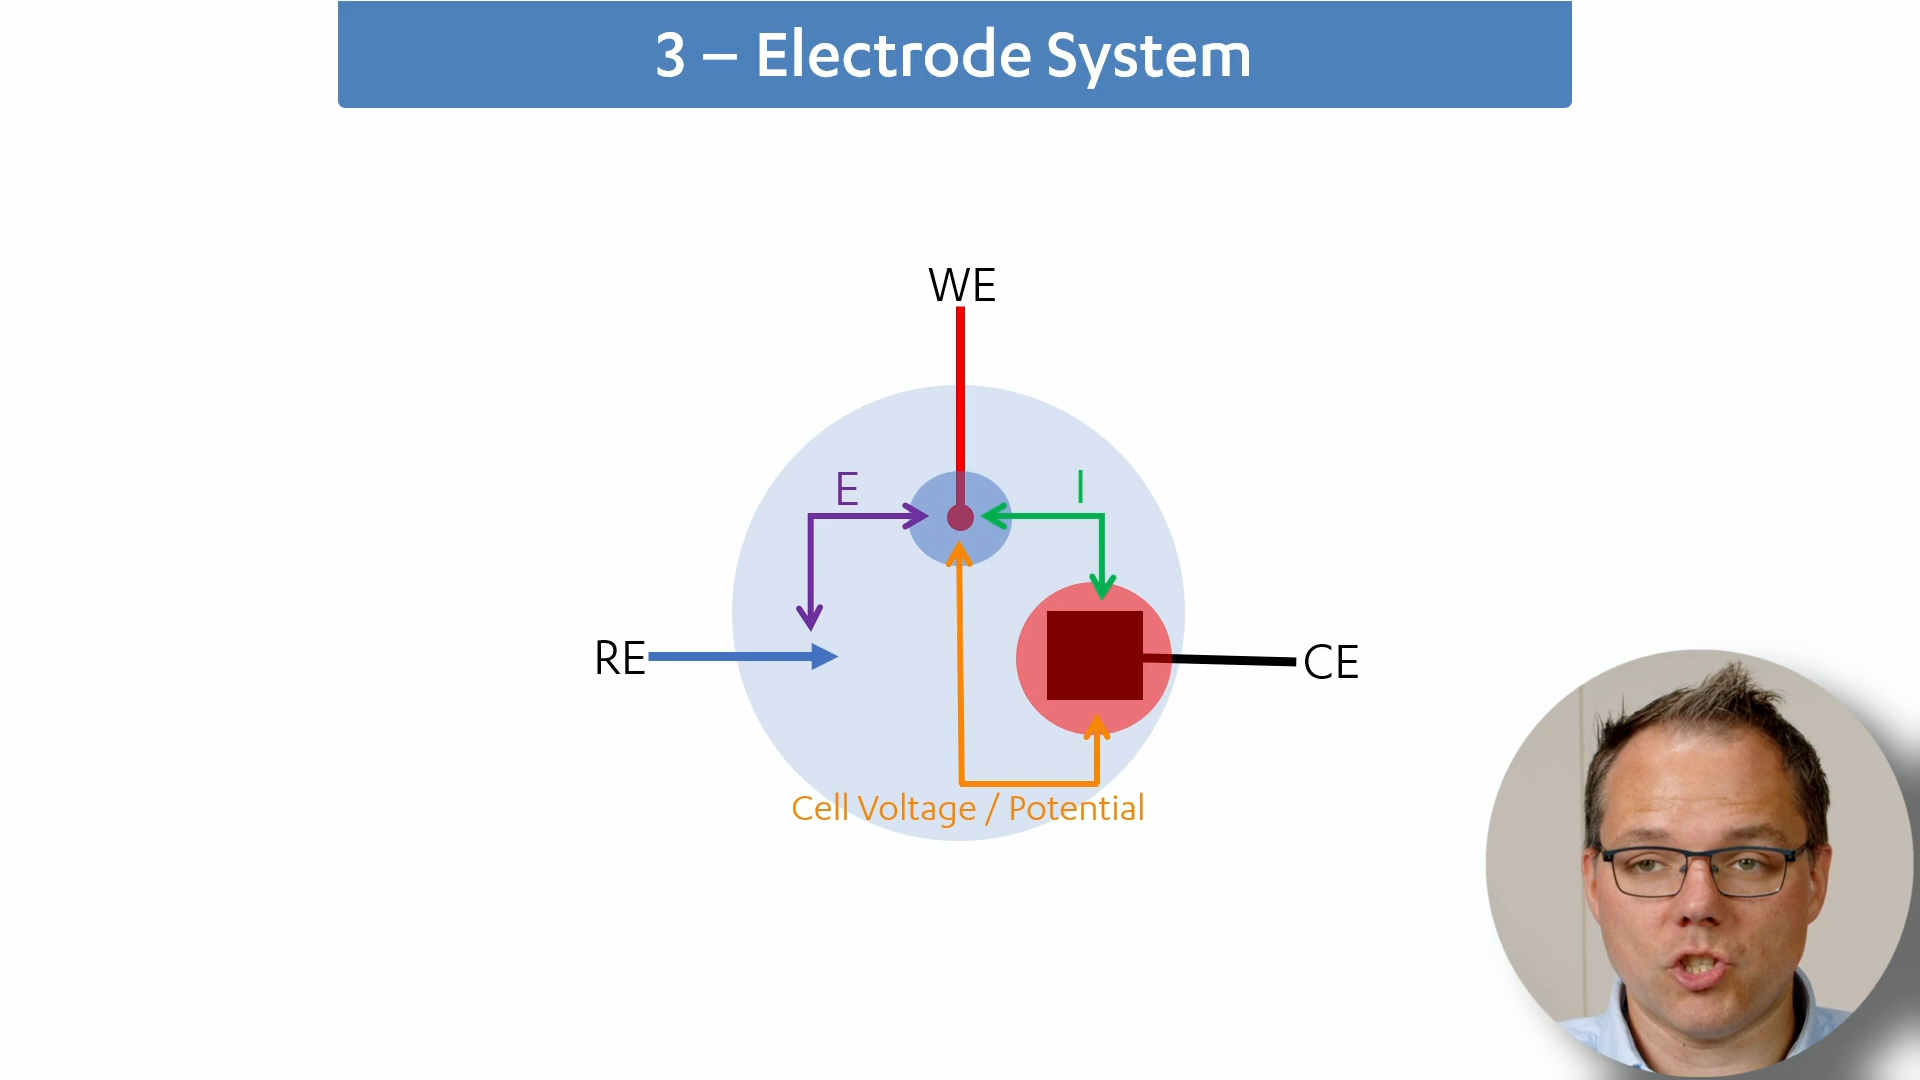 3 – Electrode System
WE
E
I
RE
CE
Cell Voltage / Potential